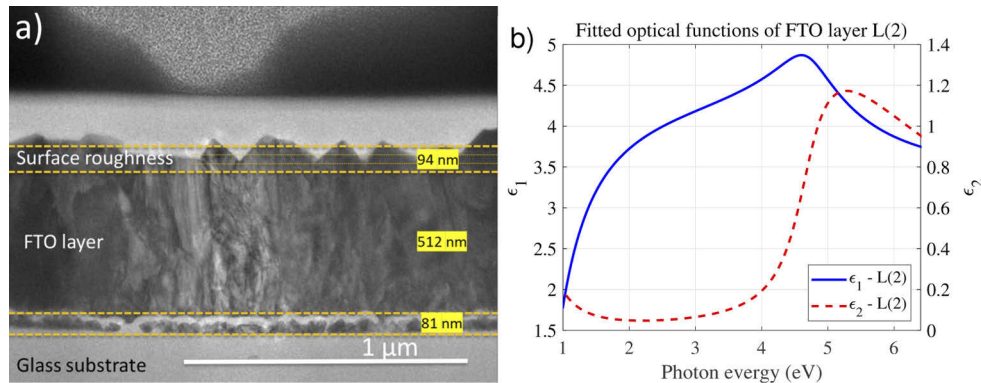 a)
Surface roughness
94 nm
FTO layer
512 nm
81 nm
1 μm
Glass substrate
b)
Fitted optical functions of FTO layer L(2)
5
4.5
4
3.5
3
2.5
2
1.5
ϵ1
1.4
1.2
1
0.8
0.6
0.4
0.2
0
ϵ2
ϵ1 - L(2)
ϵ2 - L(2)
1 2 3 4 5 6
Photon evergy (eV)